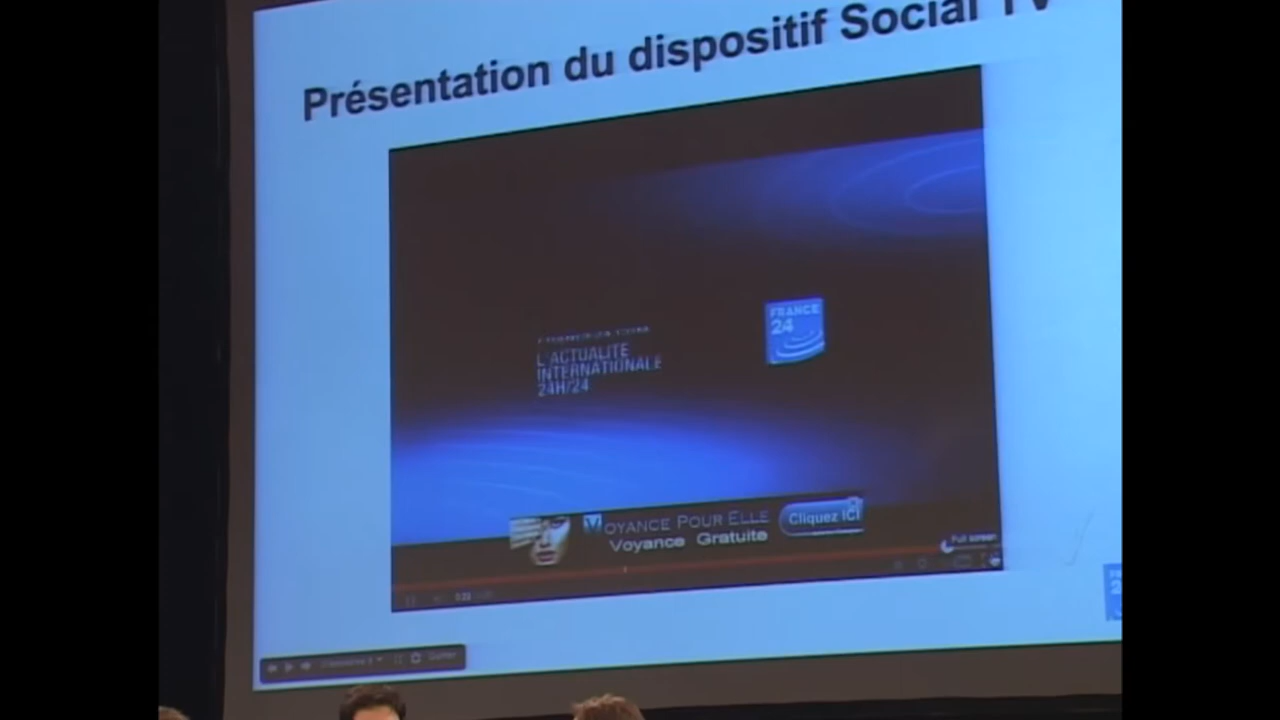 Présentation du dispositif Social TV
FRANCE
24
L'ACTUALITÉ
INTERNATIONALE
24H/24
VOYANCE POUR ELLE
Voyance Gratuite
Cliquez ICI
Full screen